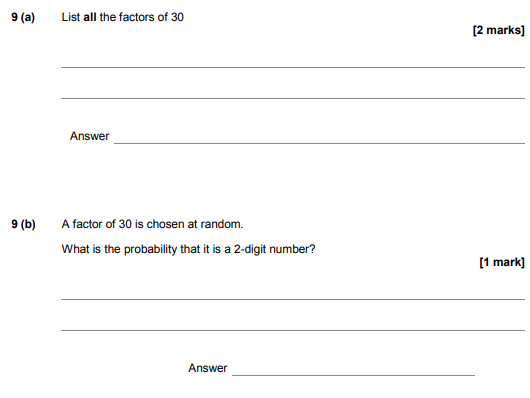 9 (a) List all the factors of 30
[2 marks]
Answer
9 (b) A factor of 30 is chosen at random.
What is the probability that it is a 2-digit number?
[1 mark]
Answer